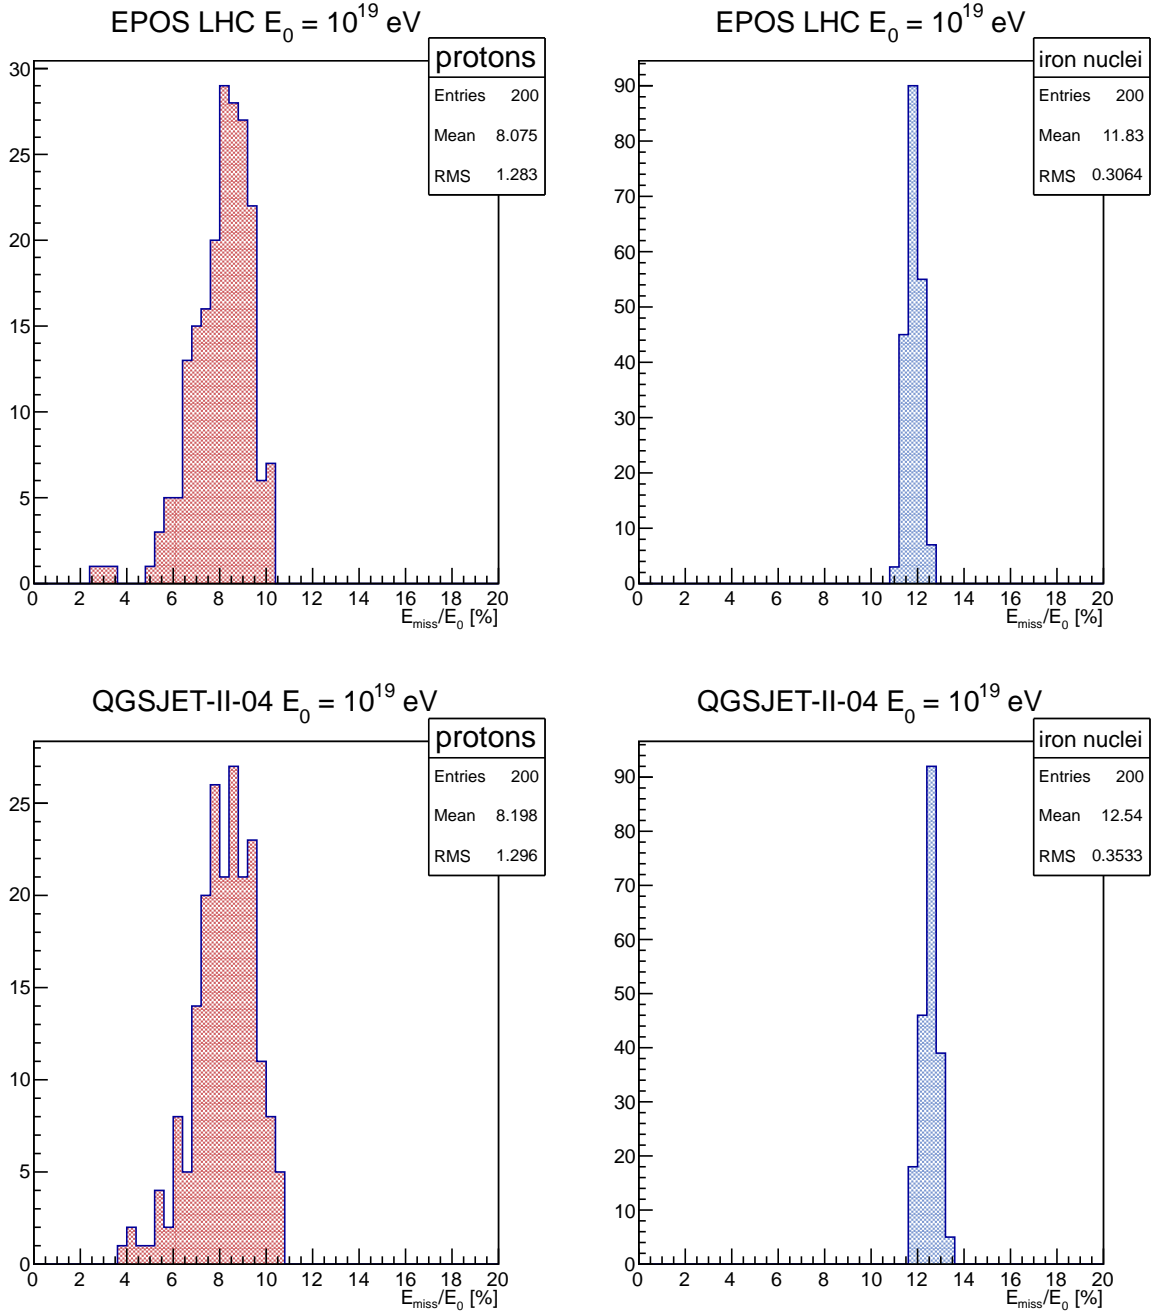 EPOS LHC E0 = 10^19 eV
protons
Entries 200
Mean 8.075
RMS 1.283
30
25
20
15
10
5
0
0 2 4 6 8 10 12 14 16 18 20
Emiss/E0 [%]
EPOS LHC E0 = 10^19 eV
iron nuclei
Entries 200
Mean 11.83
RMS 0.3064
90
80
70
60
50
40
30
20
10
0
0 2 4 6 8 10 12 14 16 18 20
Emiss/E0 [%]
QGSJET-II-04 E0 = 10^19 eV
protons
Entries 200
Mean 8.198
RMS 1.296
25
20
15
10
5
0
0 2 4 6 8 10 12 14 16 18 20
Emiss/E0 [%]
QGSJET-II-04 E0 = 10^19 eV
iron nuclei
Entries 200
Mean 12.54
RMS 0.3533
90
80
70
60
50
40
30
20
10
0
0 2 4 6 8 10 12 14 16 18 20
Emiss/E0 [%]